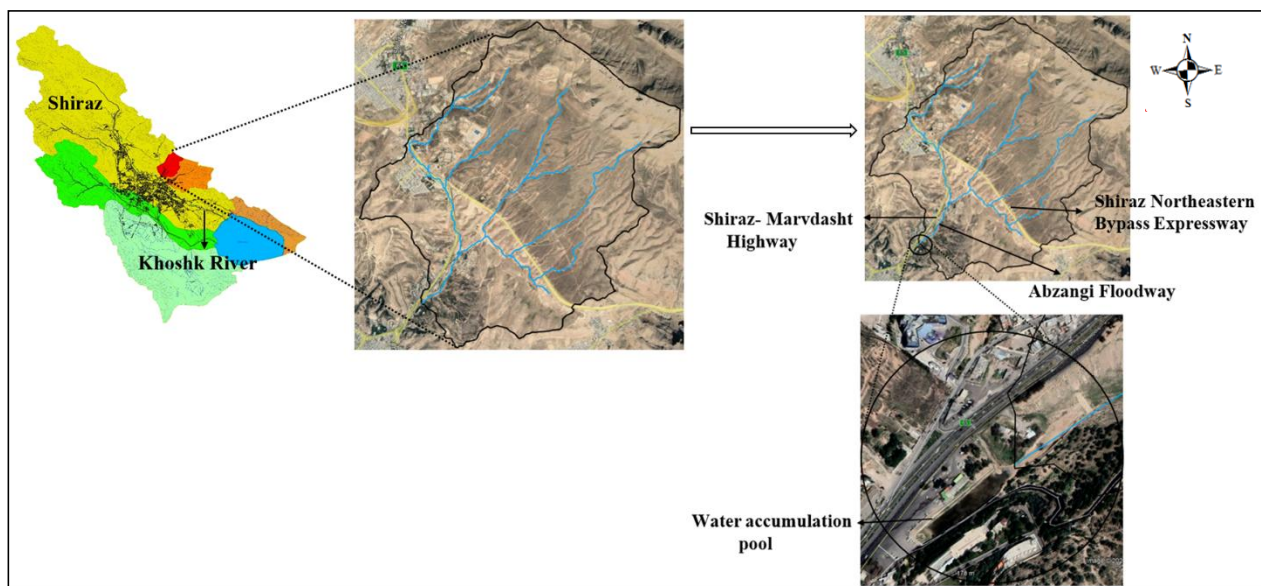 Shiraz
Khoshk River
N
W
E
S
Shiraz- Marvdasht
Highway
Shiraz Northeastern
Bypass Expressway
Abzangi Floodway
Water accumulation
pool